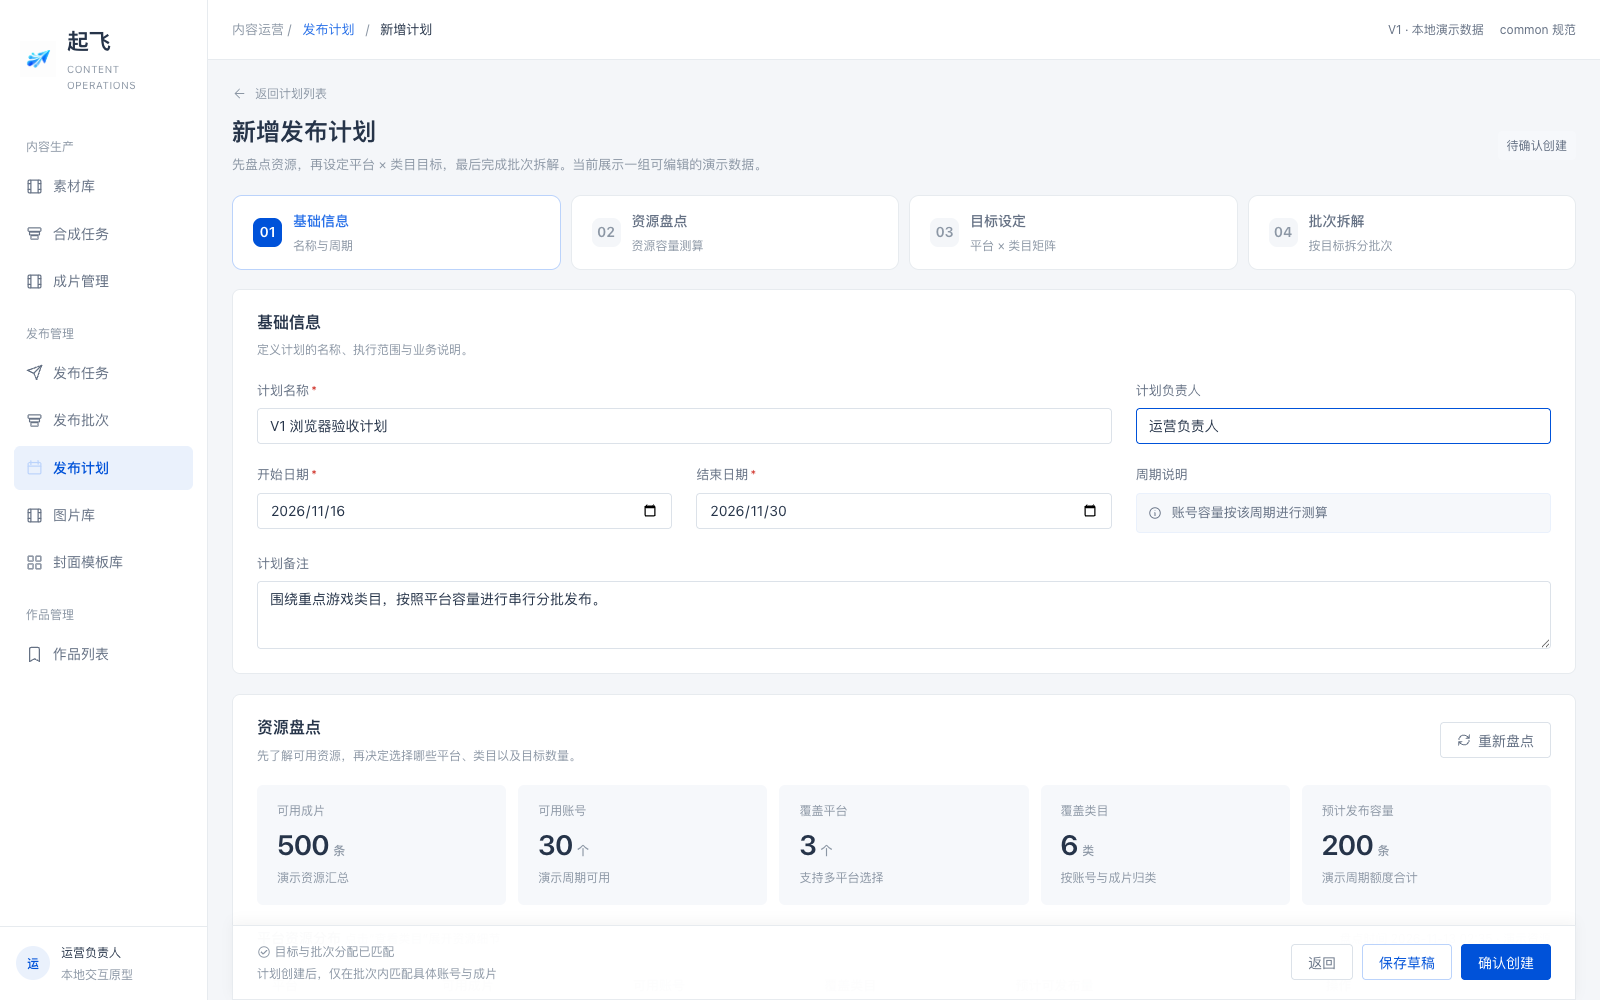 起飞
CONTENT
OPERATIONS
内容生产
素材库
合成任务
成片管理
发布管理
发布任务
发布批次
发布计划
图片库
封面模板库
作品管理
作品列表
运
运营负责人
本地交互原型
内容运营 / 发布计划 / 新增计划
V1 · 本地演示数据 common 规范
返回计划列表
新增发布计划
先盘点资源，再设定平台 × 类目目标，最后完成批次拆解。当前展示一组可编辑的演示数据。
待确认创建
01 基础信息
名称与周期
02 资源盘点
资源容量测算
03 目标设定
平台 × 类目矩阵
04 批次拆解
按目标拆分批次
基础信息
定义计划的名称、执行范围与业务说明。
计划名称 *
V1 浏览器验收计划
计划负责人
运营负责人
开始日期 *
2026/11/16
结束日期 *
2026/11/30
周期说明
账号容量按该周期进行测算
计划备注
围绕重点游戏类目，按照平台容量进行串行分批发布。
资源盘点
先了解可用资源，再决定选择哪些平台、类目以及目标数量。
重新盘点
可用成片
500 条
演示资源汇总
可用账号
30 个
演示周期可用
覆盖平台
3 个
支持多平台选择
覆盖类目
6 类
按账号与成片归类
预计发布容量
200 条
演示周期额度合计
目标与批次分配已匹配
计划创建后，仅在批次内匹配具体账号与成片
返回
保存草稿
确认创建